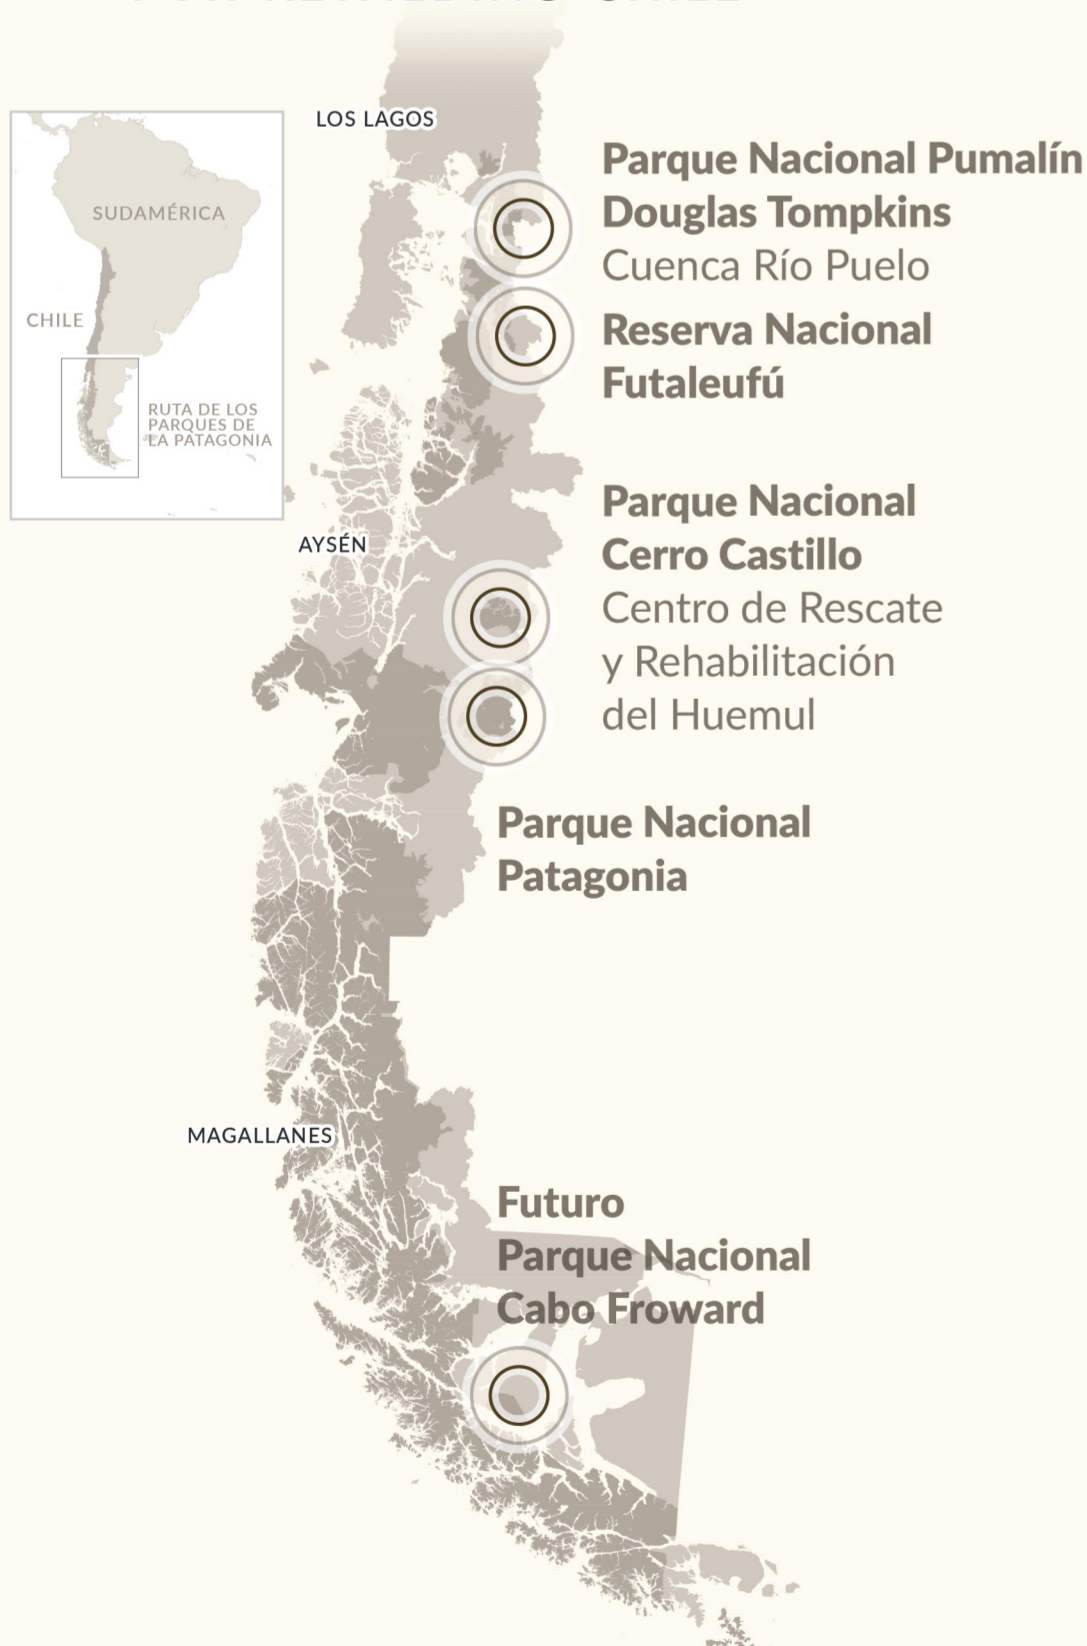 LOS LAGOS
SUDAMÉRICA
CHILE
RUTA DE LOS
PARQUES DE
LA PATAGONIA
Parque Nacional Pumalín
Douglas Tompkins
Cuenca Río Puelo
Reserva Nacional
Futaleufú
Parque Nacional
Cerro Castillo
Centro de Rescate
y Rehabilitación
del Huemul
AYSÉN
Parque Nacional
Patagonia
MAGALLANES
Futuro
Parque Nacional
Cabo Froward